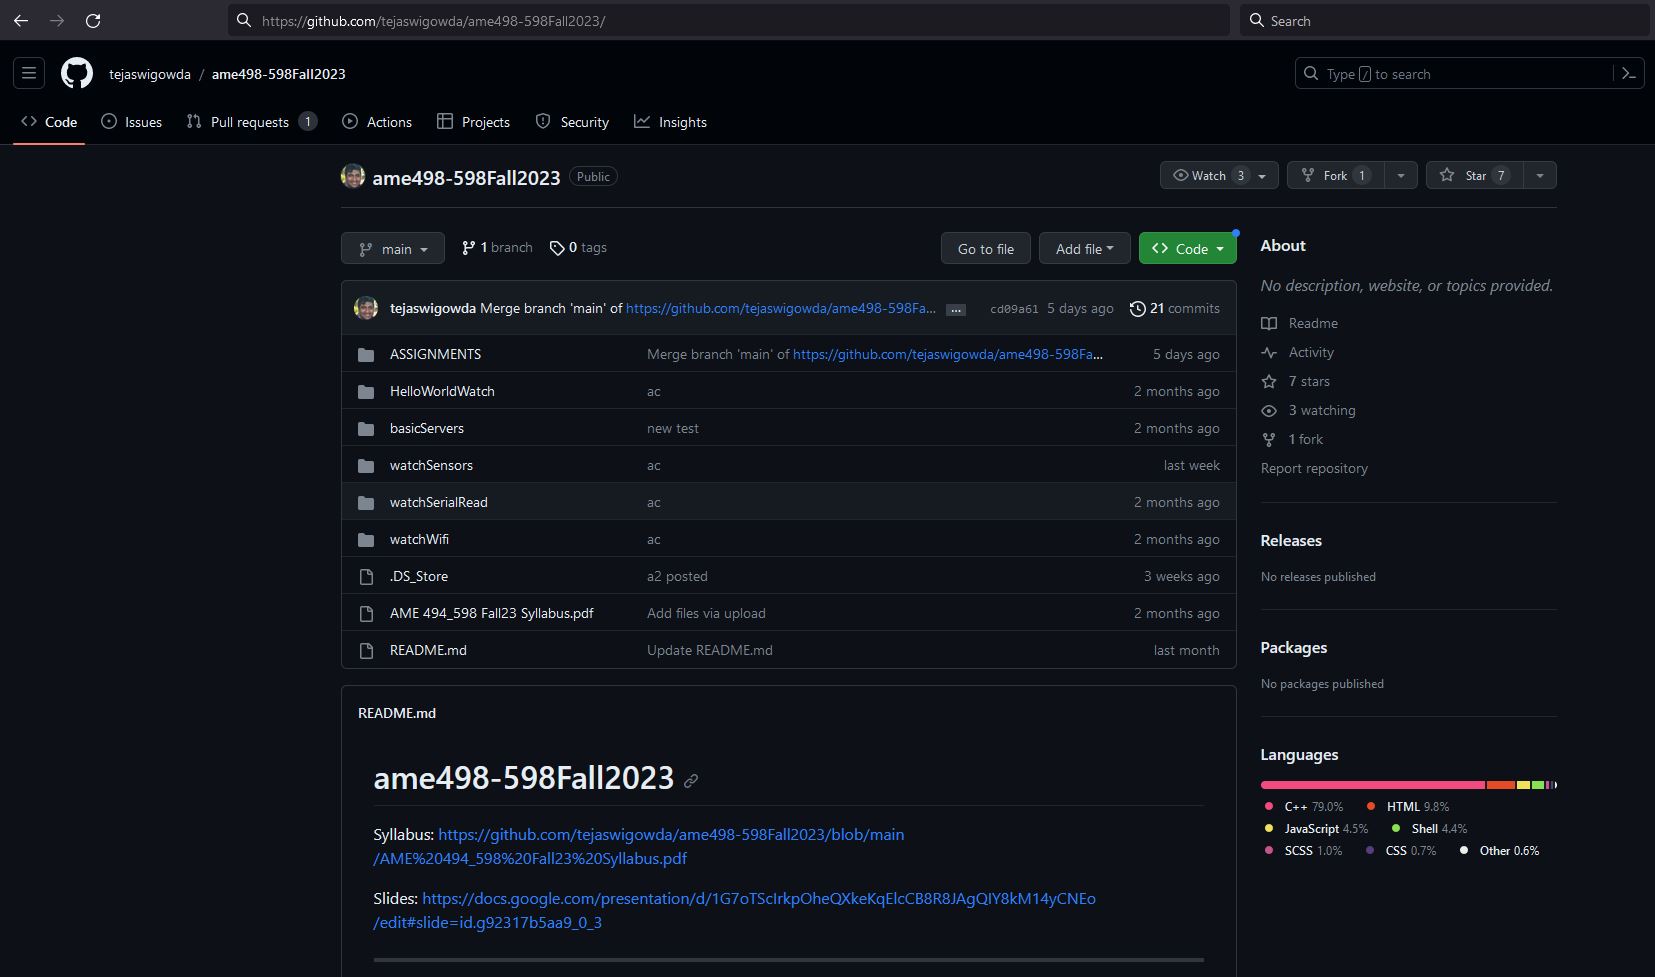 https://github.com/tejaswigowda/ame498-598Fall2023/
Search
tejaswigowda / ame498-598Fall2023
Type / to search
Code Issues Pull requests 1 Actions Projects Security Insights
ame498-598Fall2023 Public
Watch 3 Fork 1 Star 7
main 1 branch 0 tags
Go to file Add file Code
tejaswigowda Merge branch 'main' of https://github.com/tejaswigowda/ame498-598Fa... ... cd09a61 5 days ago 21 commits
ASSIGNMENTS Merge branch 'main' of https://github.com/tejaswigowda/ame498-598Fa... 5 days ago
HelloWorldWatch ac 2 months ago
basicServers new test 2 months ago
watchSensors ac last week
watchSerialRead ac 2 months ago
watchWifi ac 2 months ago
.DS_Store a2 posted 3 weeks ago
AME 494_598 Fall23 Syllabus.pdf Add files via upload 2 months ago
README.md Update README.md last month
README.md
ame498-598Fall2023
Syllabus: https://github.com/tejaswigowda/ame498-598Fall2023/blob/main
/AME%20494_598%20Fall23%20Syllabus.pdf
Slides: https://docs.google.com/presentation/d/1G7oTScIrkpOheQXkeKqElcCB8R8JAgQIY8kM14yCNEo
/edit#slide=id.g92317b5aa9_0_3
About
No description, website, or topics provided.
Readme
Activity
7 stars
3 watching
1 fork
Report repository
Releases
No releases published
Packages
No packages published
Languages
C++ 79.0% HTML 9.8%
JavaScript 4.5% Shell 4.4%
SCSS 1.0% CSS 0.7% Other 0.6%